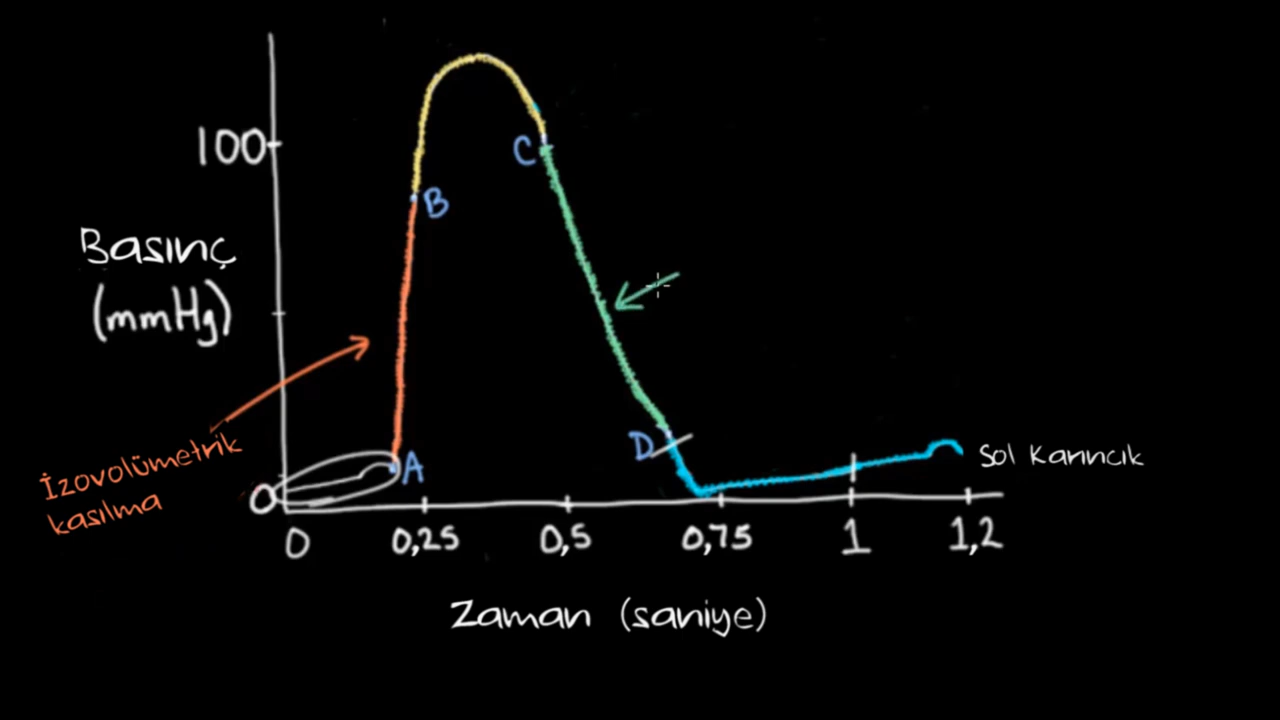 100
C
B
Basınç
(mmHg)
İzovolümetrik
kasılma
A
D
Sol Karıncık
0
0 0,25 0,5 0,75 1 1,2
Zaman (saniye)